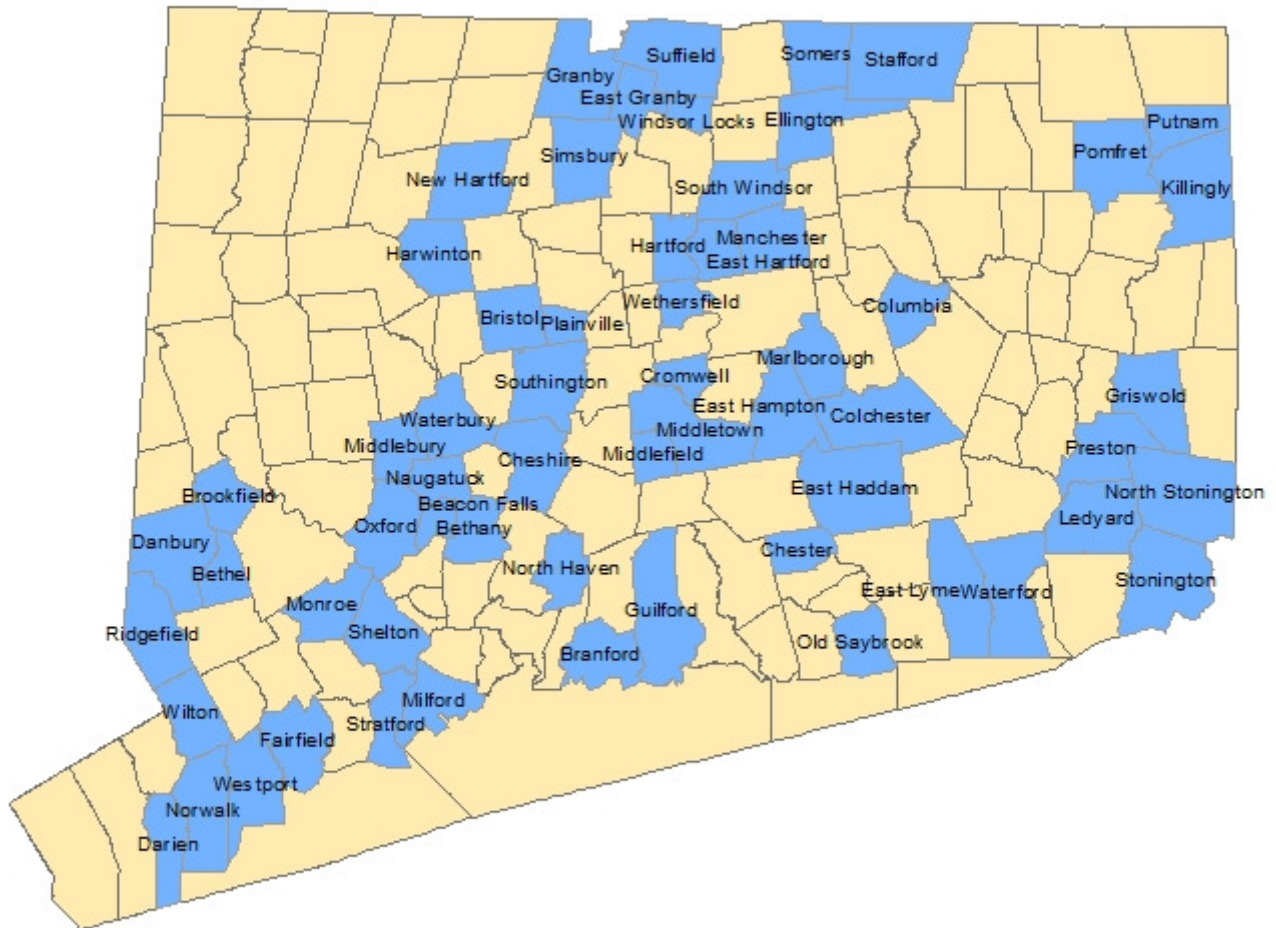 Suffield
Somers
Stafford
Granby
East Granby
Windsor Locks
Ellington
Putnam
Pomfret
Simsbury
New Hartford
South Windsor
Killingly
Hartford
Manchester
East Hartford
Harwinton
Wethersfield
Columbia
Bristol
Plainville
Marlborough
Cromwell
Southington
Griswold
East Hampton
Colchester
Waterbury
Middletown
Middlebury
Middlefield
Preston
Cheshire
Naugatuck
East Haddam
North Stonington
Brookfield
Beacon Falls
Oxford
Bethany
Ledyard
Danbury
Chester
Bethel
North Haven
Stonington
East Lyme
Waterford
Monroe
Guilford
Ridgefield
Shelton
Old Saybrook
Branford
Milford
Wilton
Stratford
Fairfield
Westport
Norwalk
Darien